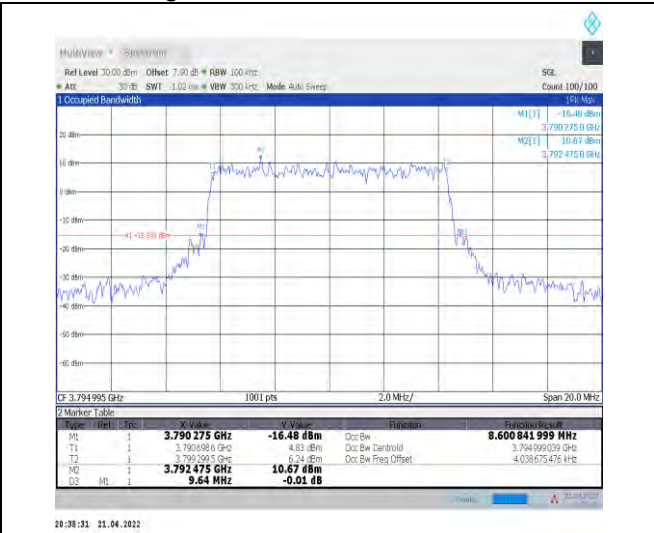 MultiView Spectrum
Ref Level 30.00 dBm Offset 7.90 dB RBW 100 kHz SGL
Att 30 dB SWT 1.02 ms VBW 300 kHz Mode Auto Sweep Count 100/100
1 Occupied Bandwidth 1Pk Max
M1[1] -16.48 dBm
3.790 275 0 GHz
M2[1] 10.67 dBm
3.792 475 0 GHz
20 dBm
10 dBm
0 dBm
-10 dBm
-20 dBm
-30 dBm
-40 dBm
-50 dBm
-60 dBm
M2
T1
T2
M1
D3
CF 3.794995 GHz 1001 pts 2.0 MHz/ Span 20.0 MHz
2 Marker Table
Type Ref Trc X-Value Y-Value Function Function Result
M1 1 3.790 275 GHz -16.48 dBm Occ Bw 8.600 841 999 MHz
T1 1 3.790 698 6 GHz 4.83 dBm Occ Bw Centroid 3.794 999 039 GHz
T2 1 3.799 299 5 GHz 6.24 dBm Occ Bw Freq Offset 4.038 675 476 kHz
M2 1 3.792 475 GHz 10.67 dBm
D3 M1 1 9.64 MHz -0.01 dB
20:38:31 21.04.2022